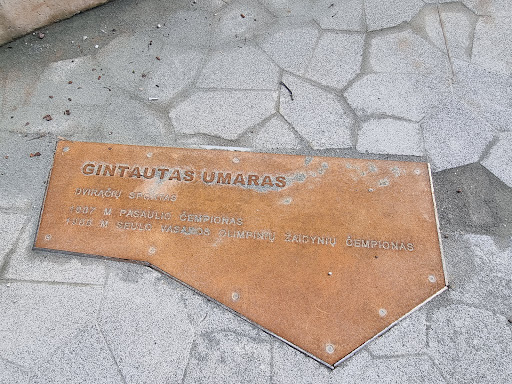 GINTAUTAS UMARAS
DVIRAČIŲ SPORTAS
1987 M PASAULIO ČEMPIONAS
1988 M SEULO VASAROS OLIMPINIŲ ŽAIDYNIŲ ČEMPIONAS